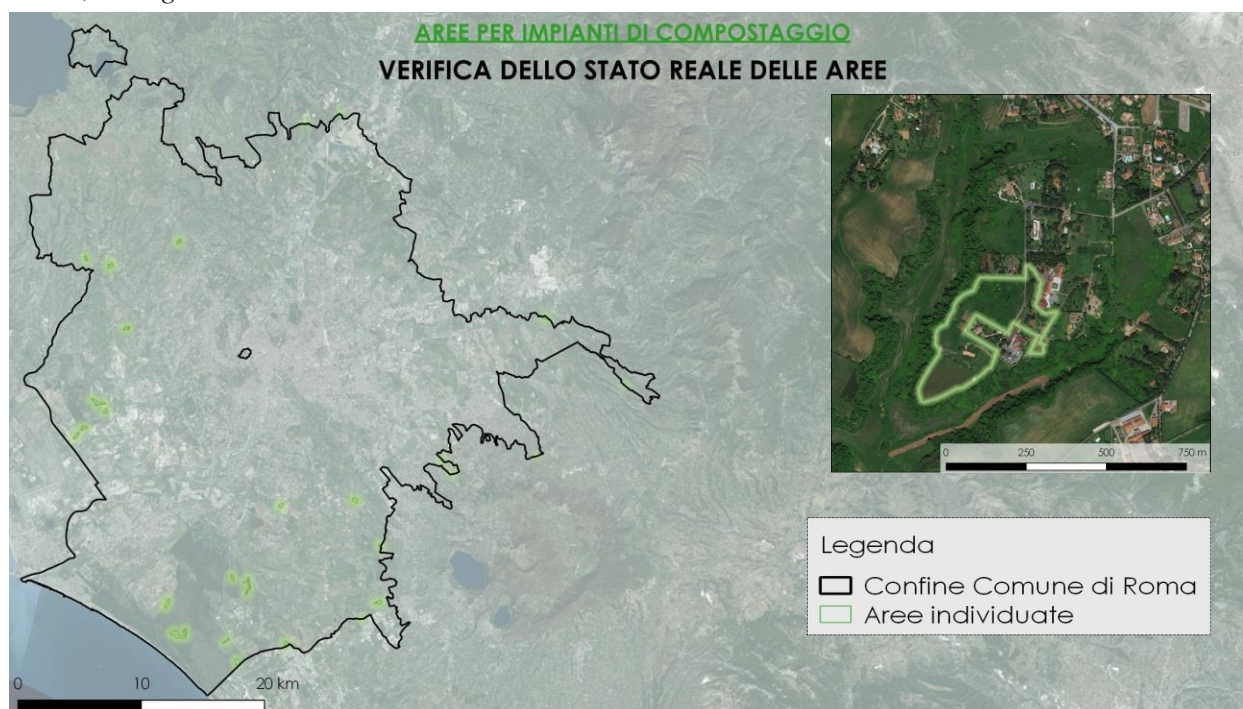 AREE PER IMPIANTI DI COMPOSTAGGIO
VERIFICA DELLO STATO REALE DELLE AREE
0 250 500 750 m
Legenda
Confine Comune di Roma
Aree individuate
0 10 20 km